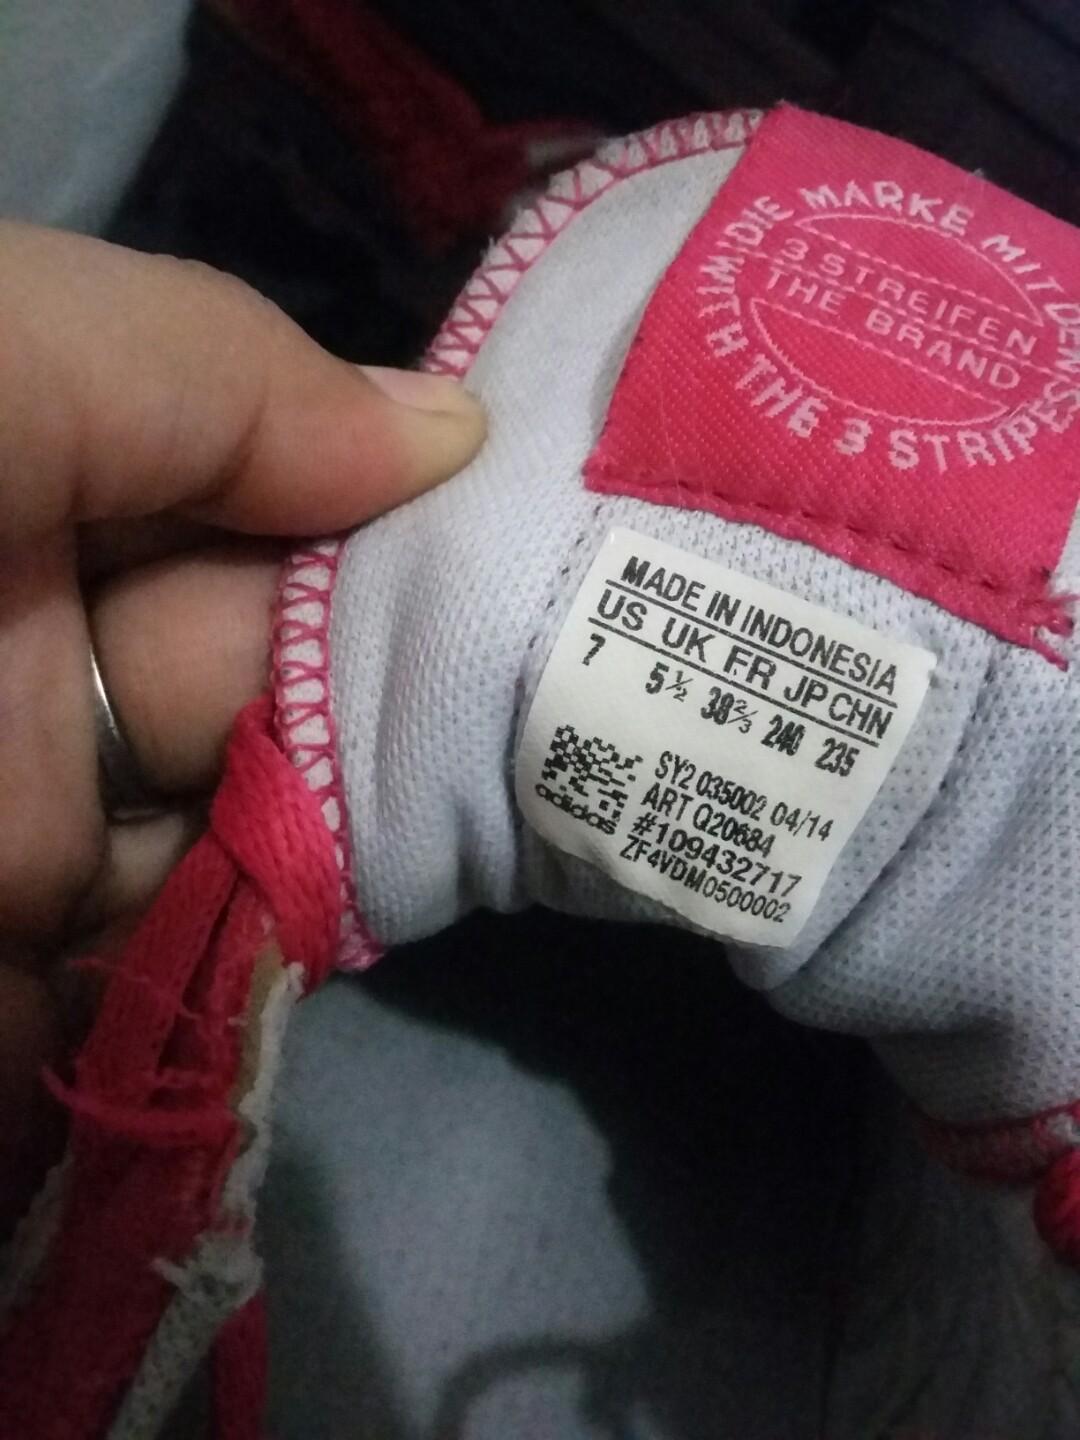 DIE MARKE MIT DEN
3 STREIFEN
THE BRAND
WITH THE 3 STRIPES
MADE IN INDONESIA
US UK FR JP CHN
7 5½ 38⅔ 240 235
SY2 035002 04/14
ART Q20684
#109432717
ZF4VDM0500002
adidas